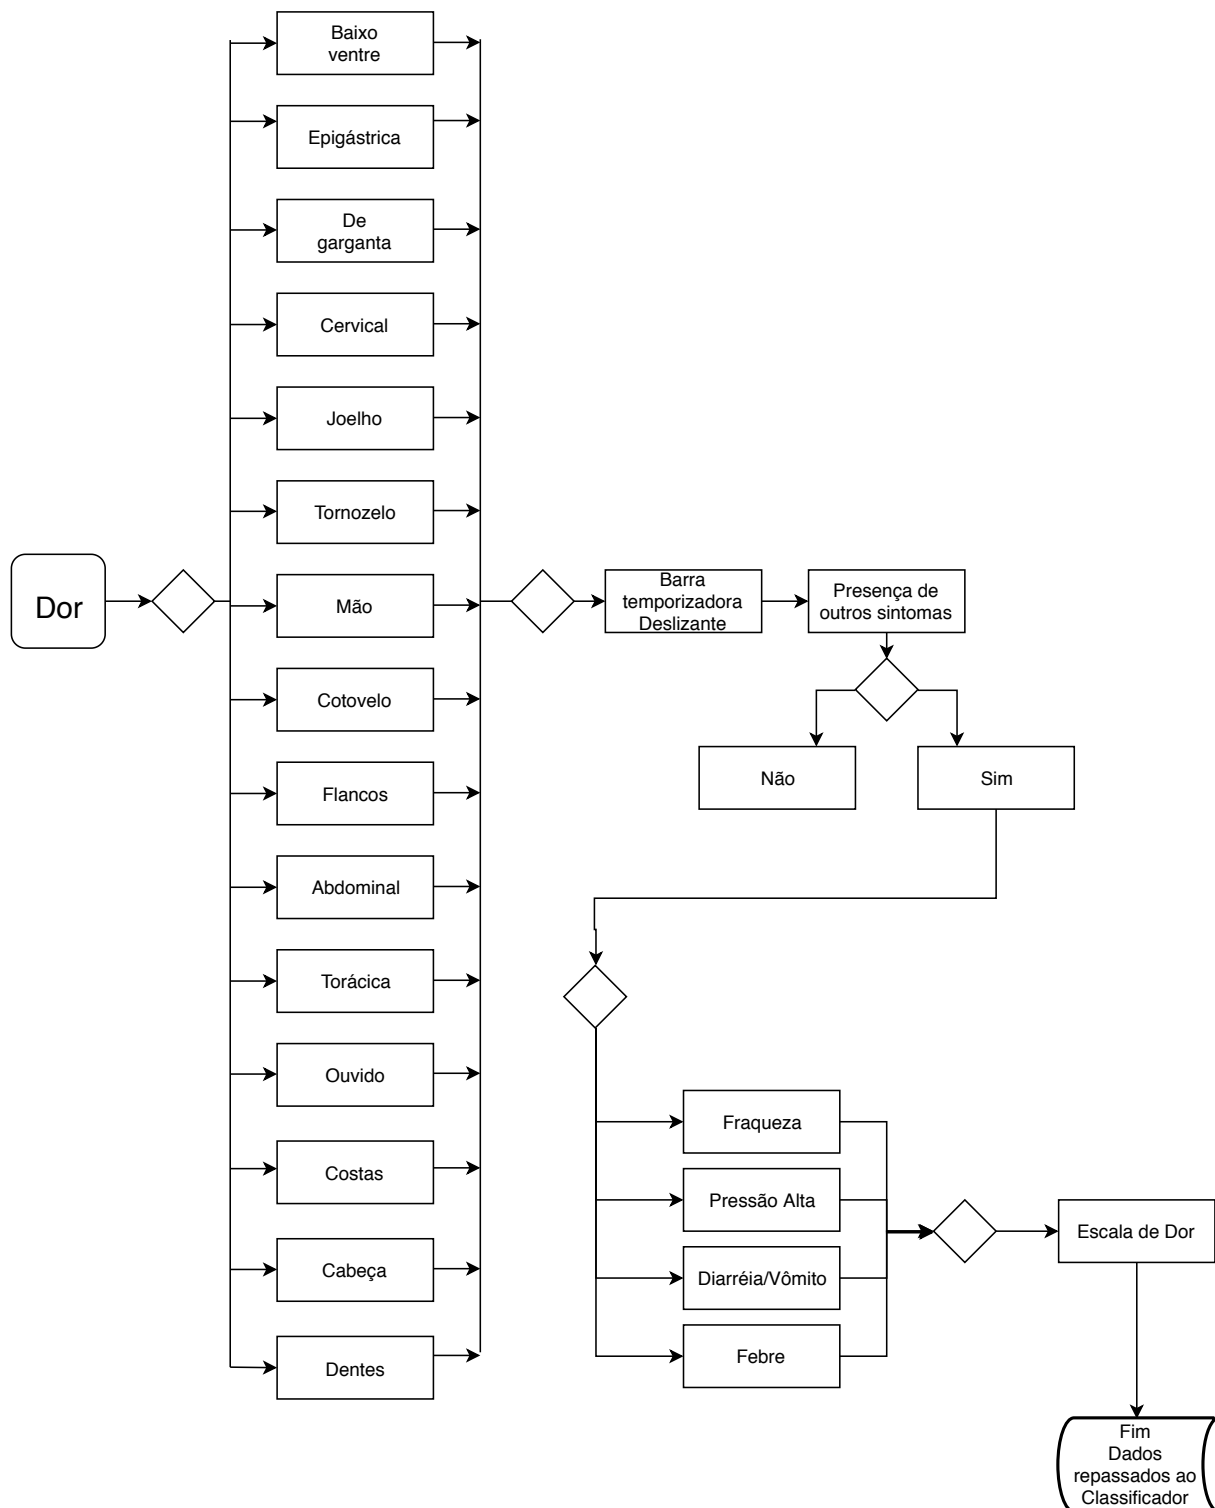 Baixo
ventre
Epigástrica
De
garganta
Cervical
Joelho
Tornozelo
Dor
Mão
Cotovelo
Flancos
Abdominal
Torácica
Ouvido
Costas
Cabeça
Dentes
Barra
temporizadora
Deslizante
Presença de
outros sintomas
Não
Sim
Fraqueza
Pressão Alta
Diarréia/Vômito
Febre
Escala de Dor
Fim
Dados
repassados ao
Classificador